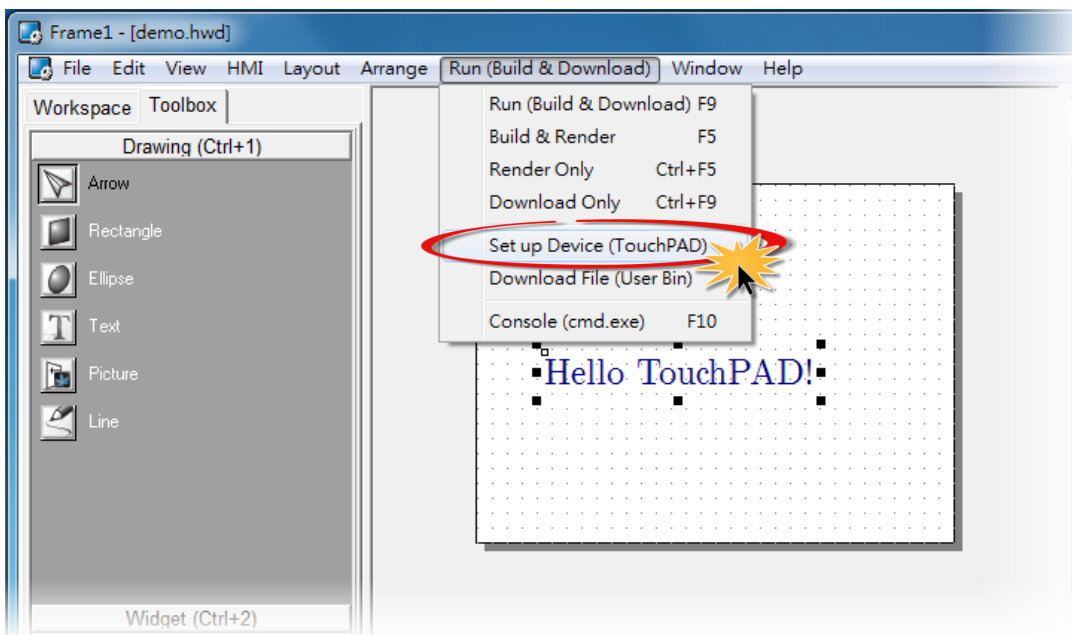 Frame1 - [demo.hwd]
File Edit View HMI Layout Arrange Run (Build & Download) Window Help
Workspace Toolbox
Drawing (Ctrl+1)
Arrow
Rectangle
Ellipse
T Text
Picture
Line
Widget (Ctrl+2)
Run (Build & Download) F9
Build & Render F5
Render Only Ctrl+F5
Download Only Ctrl+F9
Set up Device (TouchPAD)
Download File (User Bin)
Console (cmd.exe) F10
Hello TouchPAD!